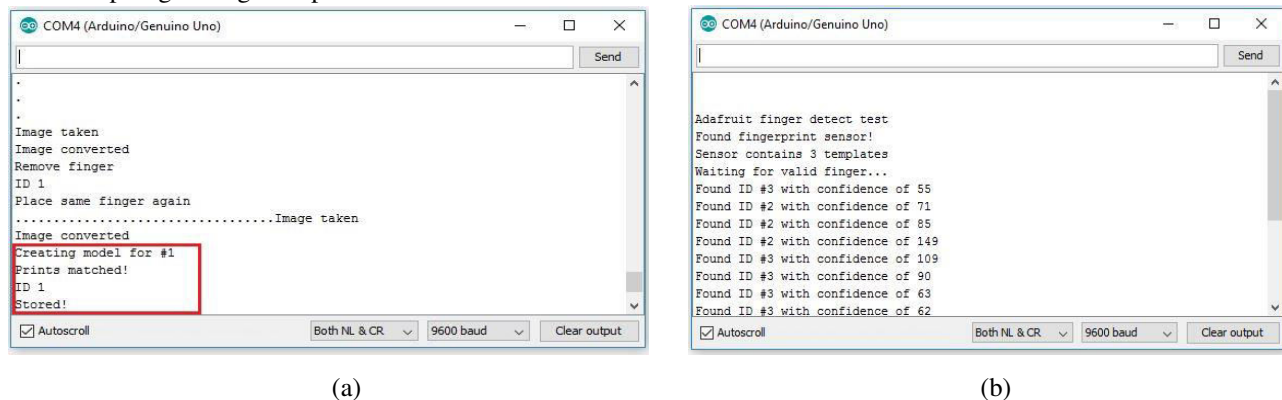 COM4 (Arduino/Genuino Uno)
Send
.
.
.
Image taken
Image converted
Remove finger
ID 1
Place same finger again
..................................Image taken
Image converted
Creating model for #1
Prints matched!
ID 1
Stored!
Autoscroll
Both NL & CR
9600 baud
Clear output
(a)
COM4 (Arduino/Genuino Uno)
Send
Adafruit finger detect test
Found fingerprint sensor!
Sensor contains 3 templates
Waiting for valid finger...
Found ID #3 with confidence of 55
Found ID #2 with confidence of 71
Found ID #2 with confidence of 85
Found ID #2 with confidence of 149
Found ID #3 with confidence of 109
Found ID #3 with confidence of 90
Found ID #3 with confidence of 63
Found ID #3 with confidence of 62
Autoscroll
Both NL & CR
9600 baud
Clear output
(b)